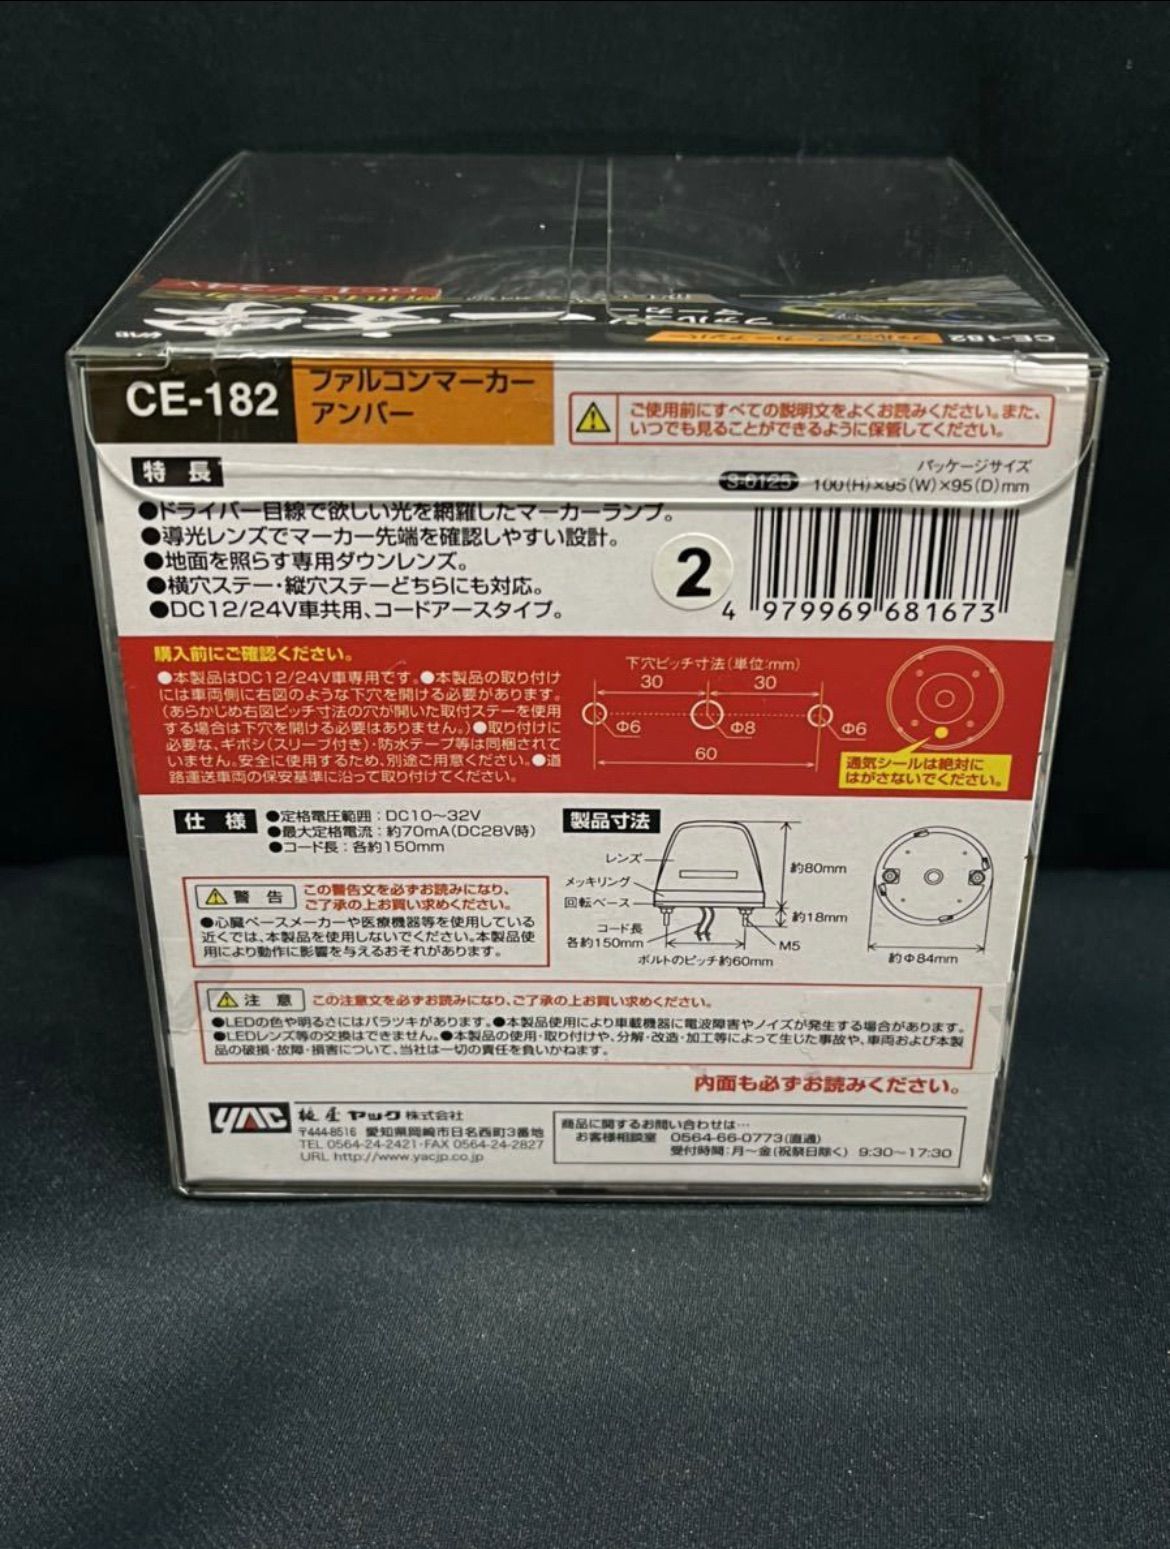 CE-182
CE-182
ファルコンマーカー
アンバー
ご使用前にすべての説明文をよくお読みください。また、
いつでも見ることができるように保管してください。
特 長
パッケージサイズ
S-0125
100(H)×95(W)×95(D)mm
●ドライバー目線で欲しい光を網羅したマーカーランプ。
●導光レンズでマーカー先端を確認しやすい設計。
●地面を照らす専用ダウンレンズ。
●横穴ステー・縦穴ステーどちらにも対応。
●DC12/24V車共用、コードアースタイプ。
2
4 979969 681673
購入前にご確認ください。
●本製品はDC12/24V車専用です。●本製品の取り付け
には車両側に右図のような下穴を開ける必要があります。
(あらかじめ右図ピッチ寸法の穴が開いた取付ステーを使用
する場合は下穴を開ける必要はありません。)●取り付けに
必要な、ギボシ(スリーブ付き)・防水テープ等は同梱されて
いません。安全に使用するため、別途ご用意ください。●道
路運送車両の保安基準に沿って取り付けてください。
下穴ピッチ寸法(単位:mm)
30
30
Φ6
Φ8
Φ6
60
通気シールは絶対に
はがさないでください。
仕 様
●定格電圧範囲:DC10〜32V
●最大定格電流:約70mA(DC28V時)
●コード長:各約150mm
製品寸法
レンズ
メッキリング
回転ベース
コード長
各約150mm
ボルトのピッチ約60mm
約80mm
約18mm
M5
約Φ84mm
警 告
この警告文を必ずお読みになり、
ご了承の上お買い求めください。
●心臓ペースメーカーや医療機器等を使用している
近くでは、本製品を使用しないでください。本製品使
用により動作に影響を与えるおそれがあります。
注 意
この注意文を必ずお読みになり、ご了承の上お買い求めください。
●LEDの色や明るさにはバラツキがあります。●本製品使用により車載機器に電波障害やノイズが発生する場合があります。
●LEDレンズ等の交換はできません。●本製品の使用・取り付けや、分解・改造・加工等によって生じた事故や、車両および本製
品の破損・故障・損害について、当社は一切の責任を負いかねます。
内面も必ずお読みください。
YAC
槌屋ヤック株式会社
〒444-8516 愛知県岡崎市日名西町3番地
TEL 0564-24-2421・FAX 0564-24-2827
URL http://www.yacjp.co.jp
商品に関するお問い合わせは…
お客様相談室 0564-66-0773(直通)
受付時間:月〜金(祝祭日除く) 9:30〜17:30